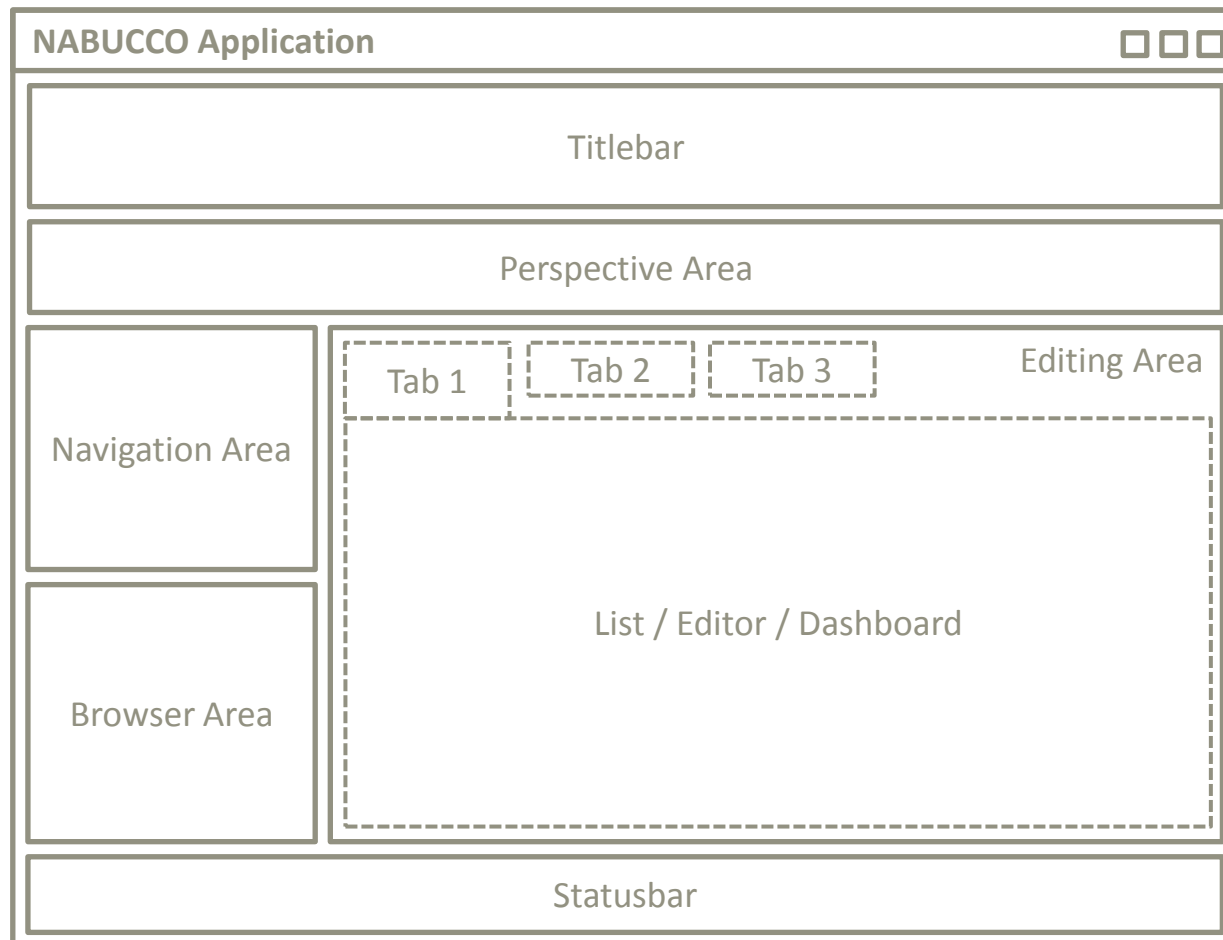 NABUCCO Application
Titlebar
Perspective Area
Navigation Area
Browser Area
Tab 1
Tab 2
Tab 3
Editing Area
List / Editor / Dashboard
Statusbar